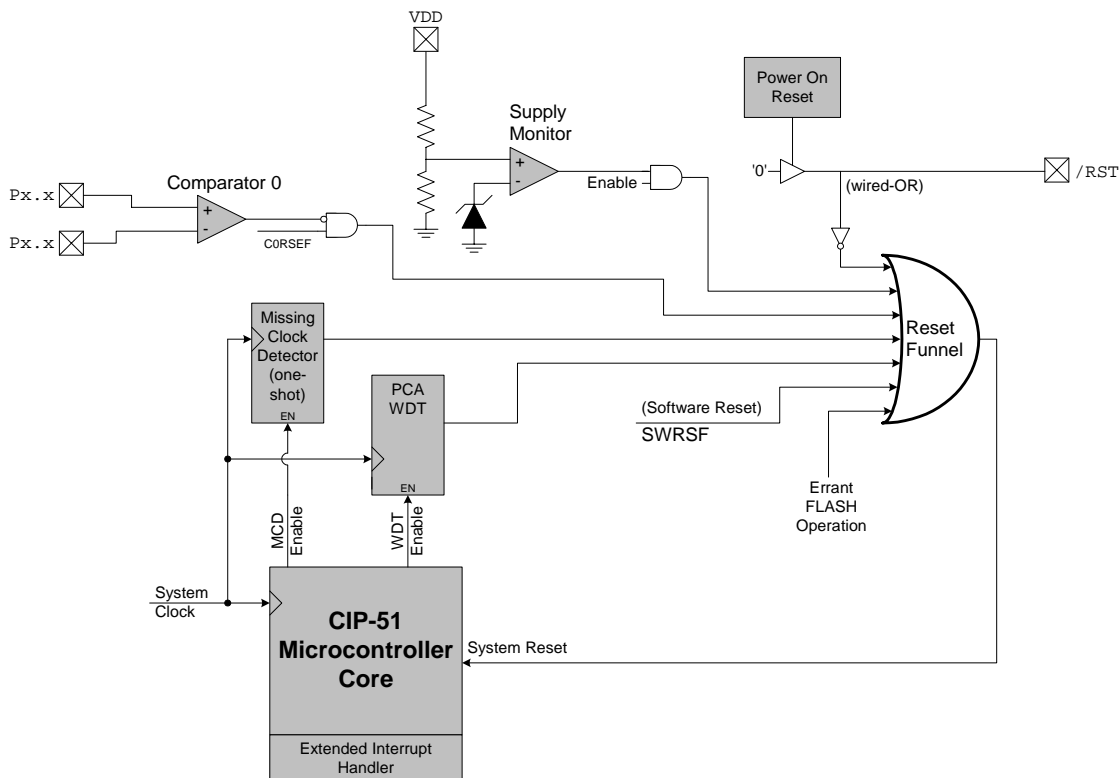 VDD
Power On
Reset
Supply
Monitor
+
-
Enable
'0'
(wired-OR)
/RST
Comparator 0
Px.x
Px.x
+
-
C0RSEF
Missing
Clock
Detector
(one-
shot)
EN
PCA
WDT
EN
Reset
Funnel
(Software Reset)
SWRSF
Errant
FLASH
Operation
MCD
Enable
WDT
Enable
System
Clock
CIP-51
Microcontroller
Core
System Reset
Extended Interrupt
Handler